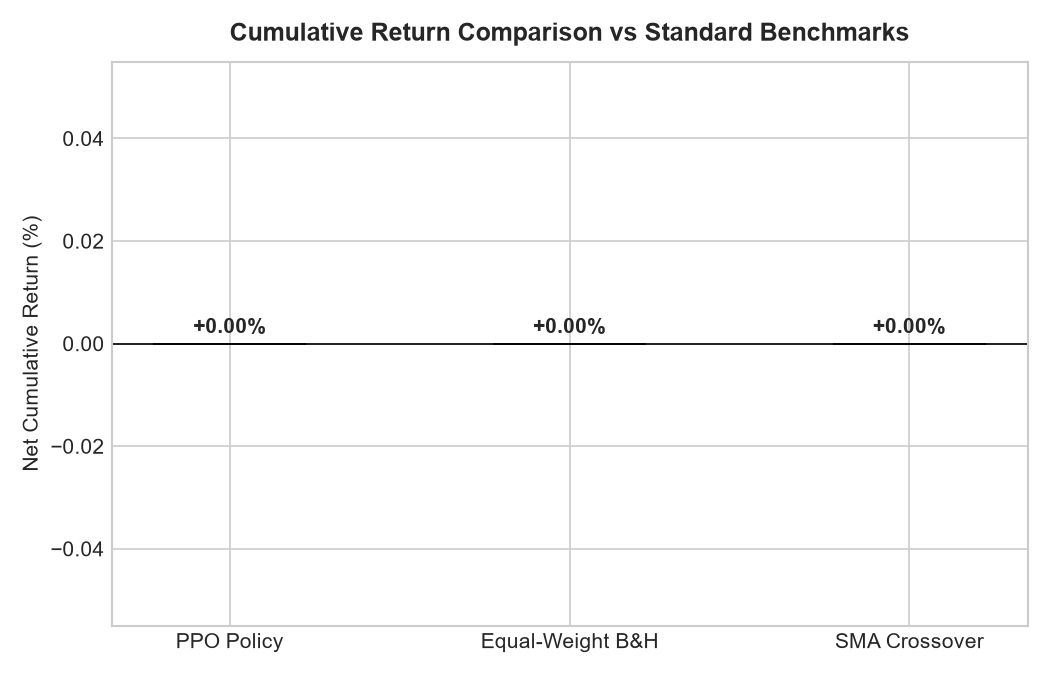 Cumulative Return Comparison vs Standard Benchmarks
Net Cumulative Return (%)
0.04
0.02
0.00
−0.02
−0.04
+0.00%
+0.00%
+0.00%
PPO Policy
Equal-Weight B&H
SMA Crossover